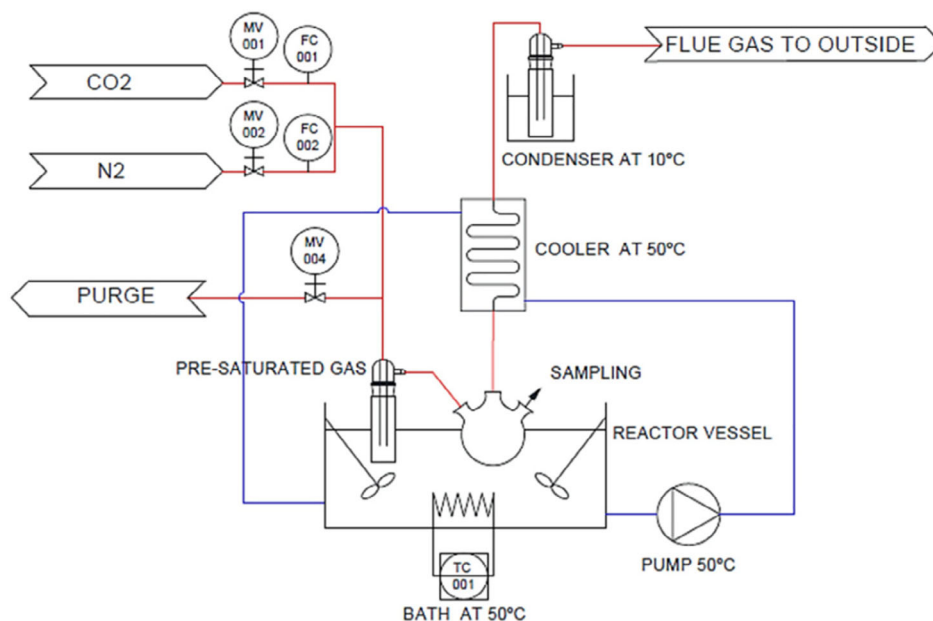 MV
001
FC
001
CO2
FLUE GAS TO OUTSIDE
MV
002
FC
002
N2
CONDENSER AT 10ºC
MV
004
COOLER AT 50ºC
PURGE
PRE-SATURATED GAS
SAMPLING
REACTOR VESSEL
TC
001
PUMP 50ºC
BATH AT 50ºC